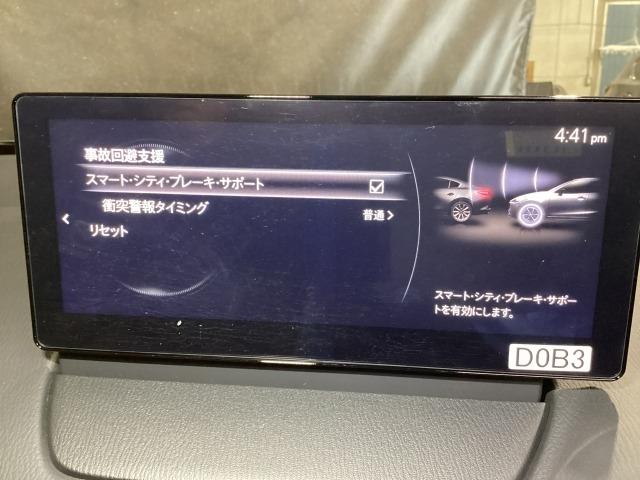 4:41pm
事故回避支援
スマート・シティ・ブレーキ・サポート
衝突警報タイミング
普通
リセット
スマート・シティ・ブレーキ・サポー
トを有効にします。
D0B3